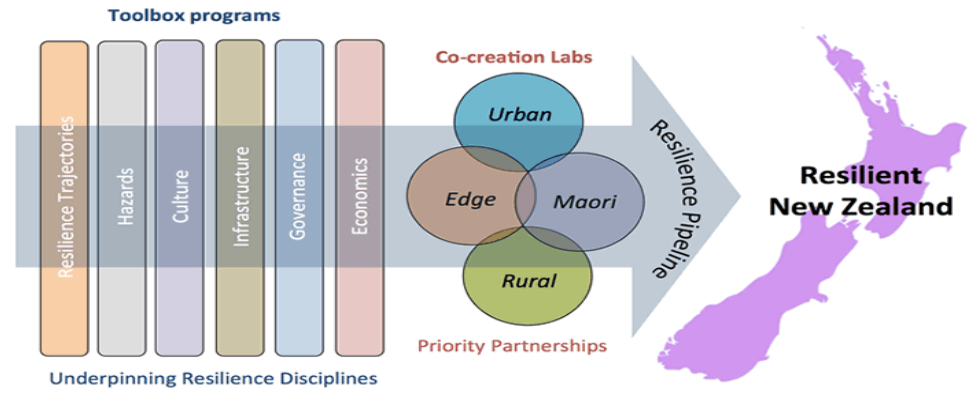 Toolbox programs
Resilience Trajectories
Hazards
Culture
Infrastructure
Governance
Economics
Underpinning Resilience Disciplines
Co-creation Labs
Urban
Edge
Maori
Rural
Priority Partnerships
Resilience Pipeline
Resilient
New Zealand